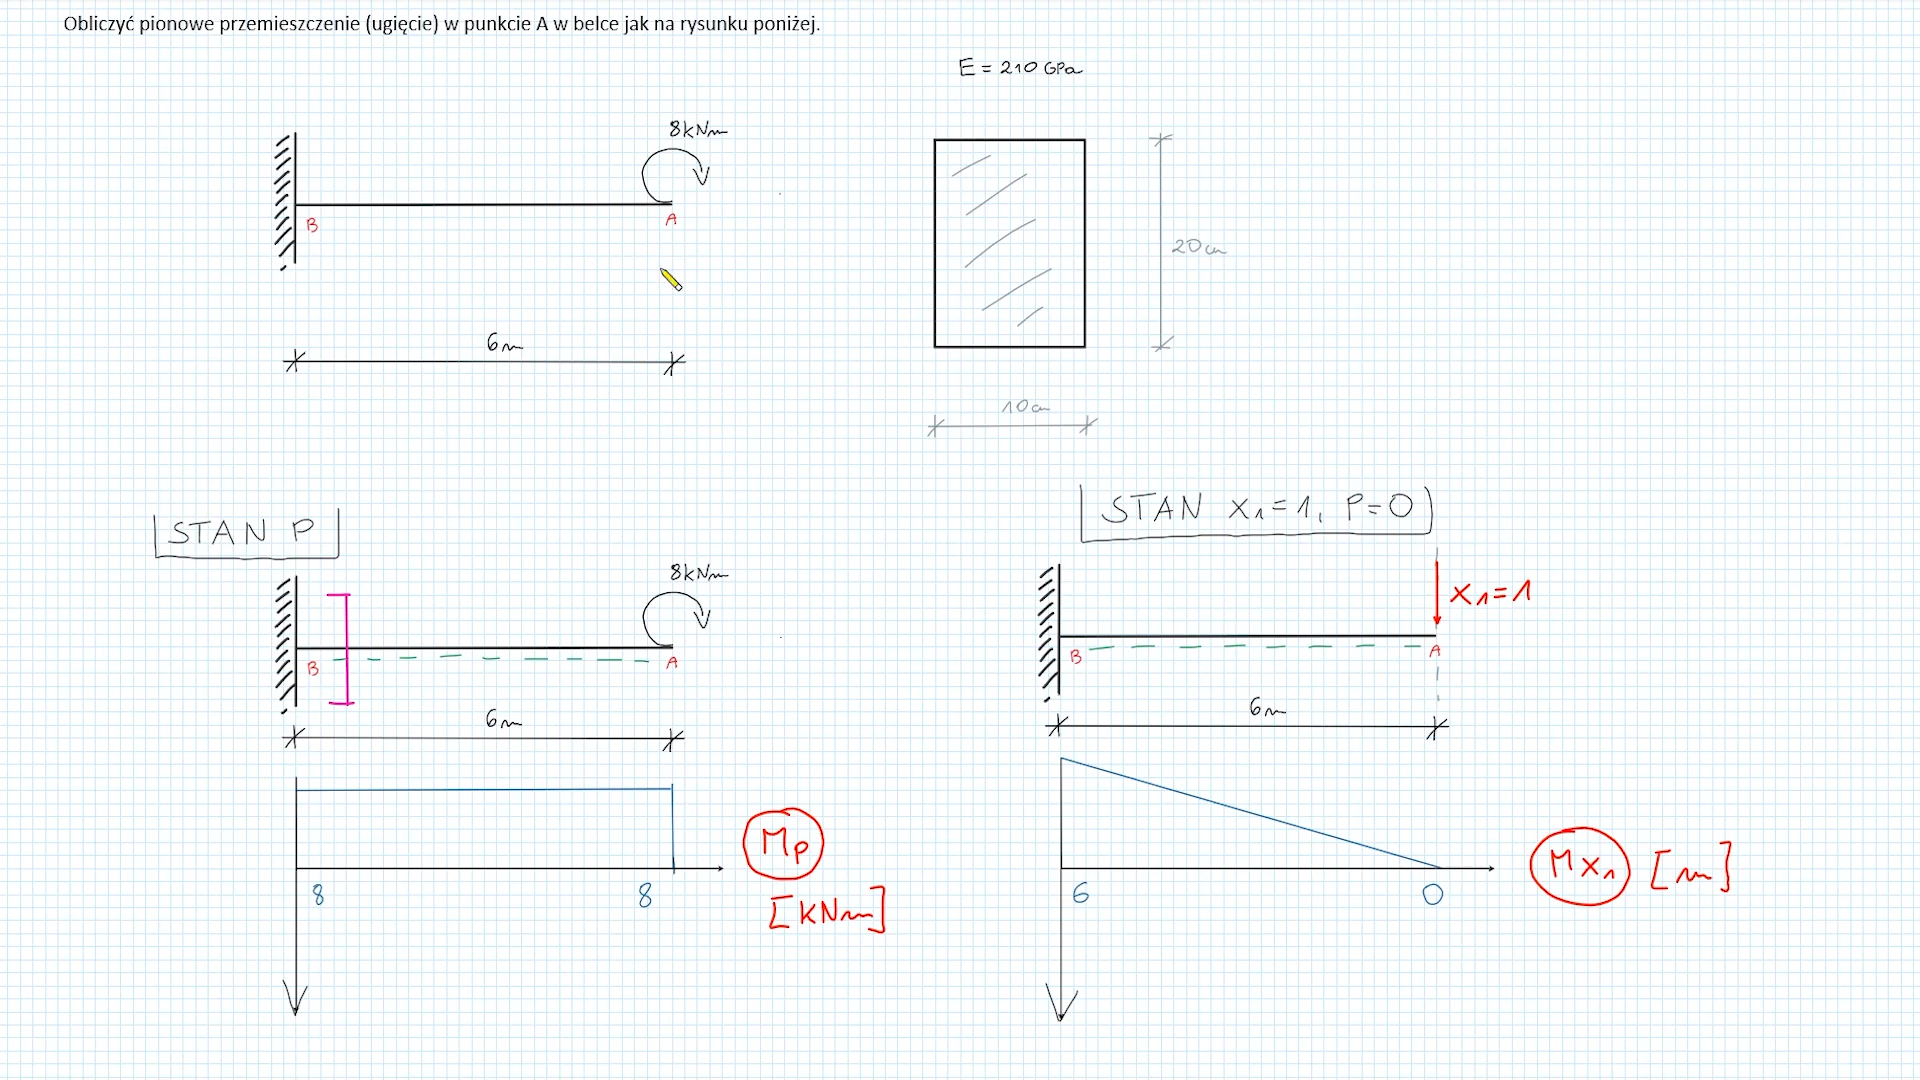 Obliczyć pionowe przemieszczenie (ugięcie) w punkcie A w belce jak na rysunku poniżej.
E = 210 GPa
8kNm
B
A
6m
20cm
10cm
STAN P
8kNm
B
A
6m
8
8
Mp
[kNm]
STAN X₁=1, P=0
X₁=1
B
A
6m
6
0
Mx₁ [m]